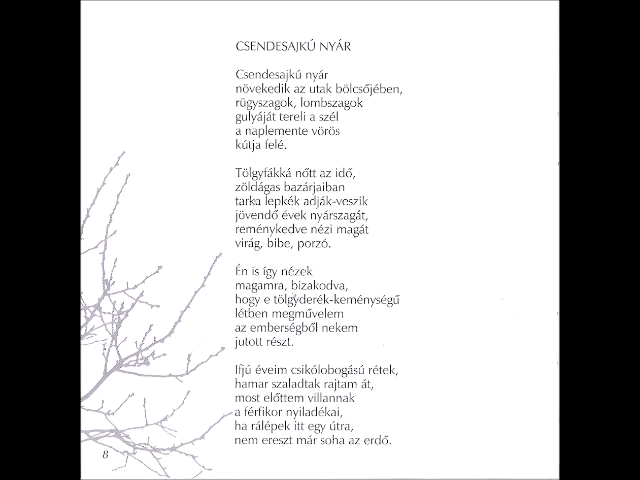 CSENDESAJKÚ NYÁR
Csendesajkú nyár
növekedik az utak bölcsőjében,
rügyszagok, lombszagok
gulyáját tereli a szél
a naplemente vörös
kútja felé.
Tölgyfákká nőtt az idő,
zöldágas bazárjaiban
tarka lepkék adják-veszik
jövendő évek nyárszagát,
reménykedve nézi magát
virág, bibe, porzó.
Én is így nézek
magamra, bizakodva,
hogy e tölgyderék-keménységű
létben megművelem
az emberségből nekem
jutott részt.
Ifjú éveim csikólobogású rétek,
hamar szaladtak rajtam át,
most előttem villannak
a férfikor nyiladékai,
ha rálépek itt egy útra,
nem ereszt már soha az erdő.
8